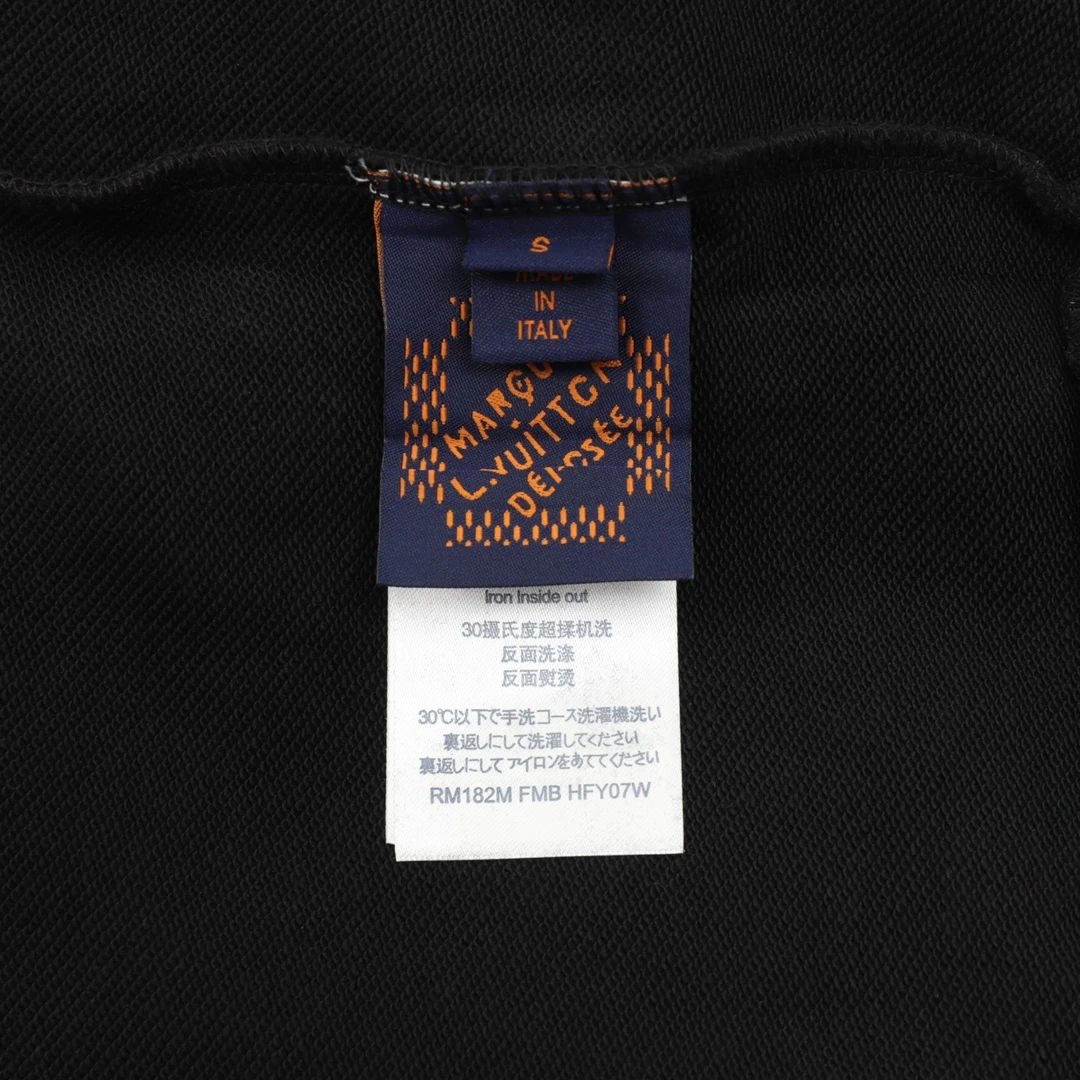 S
MADE
IN
ITALY
L.VUITTON
Iron Inside out
30摄氏度超揉机洗
反面洗涤
反面熨烫
30℃以下で手洗コース洗濯機洗い
裏返しにして洗濯してください
裏返しにしてアイロンをあててください
RM182M FMB HFY07W